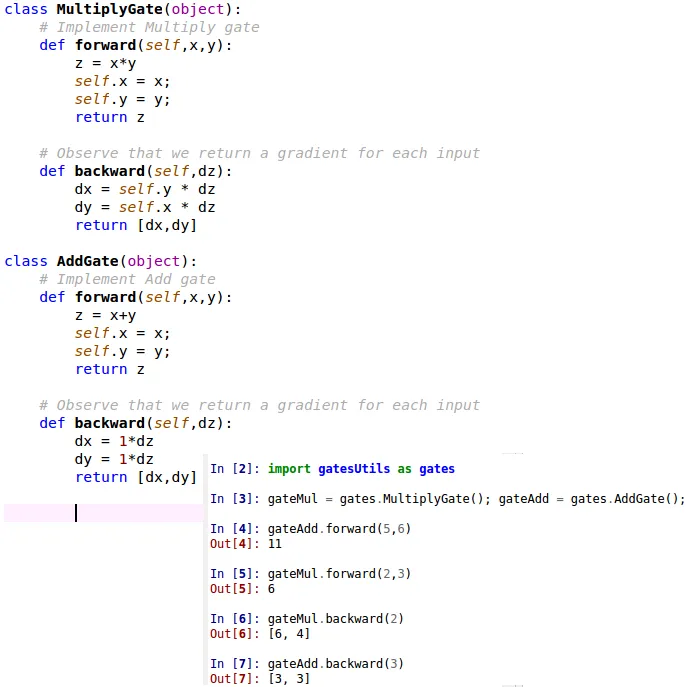 class MultiplyGate(object):
    # Implement Multiply gate
    def forward(self,x,y):
        z = x*y
        self.x = x;
        self.y = y;
        return z
    # Observe that we return a gradient for each input
    def backward(self,dz):
        dx = self.y * dz
        dy = self.x * dz
        return [dx,dy]
class AddGate(object):
    # Implement Add gate
    def forward(self,x,y):
        z = x+y
        self.x = x;
        self.y = y;
        return z
    # Observe that we return a gradient for each input
    def backward(self,dz):
        dx = 1*dz
        dy = 1*dz
        return [dx,dy]
In [2]: import gatesUtils as gates
In [3]: gateMul = gates.MultiplyGate(); gateAdd = gates.AddGate();
In [4]: gateAdd.forward(5,6)
Out[4]: 11
In [5]: gateMul.forward(2,3)
Out[5]: 6
In [6]: gateMul.backward(2)
Out[6]: [6, 4]
In [7]: gateAdd.backward(3)
Out[7]: [3, 3]